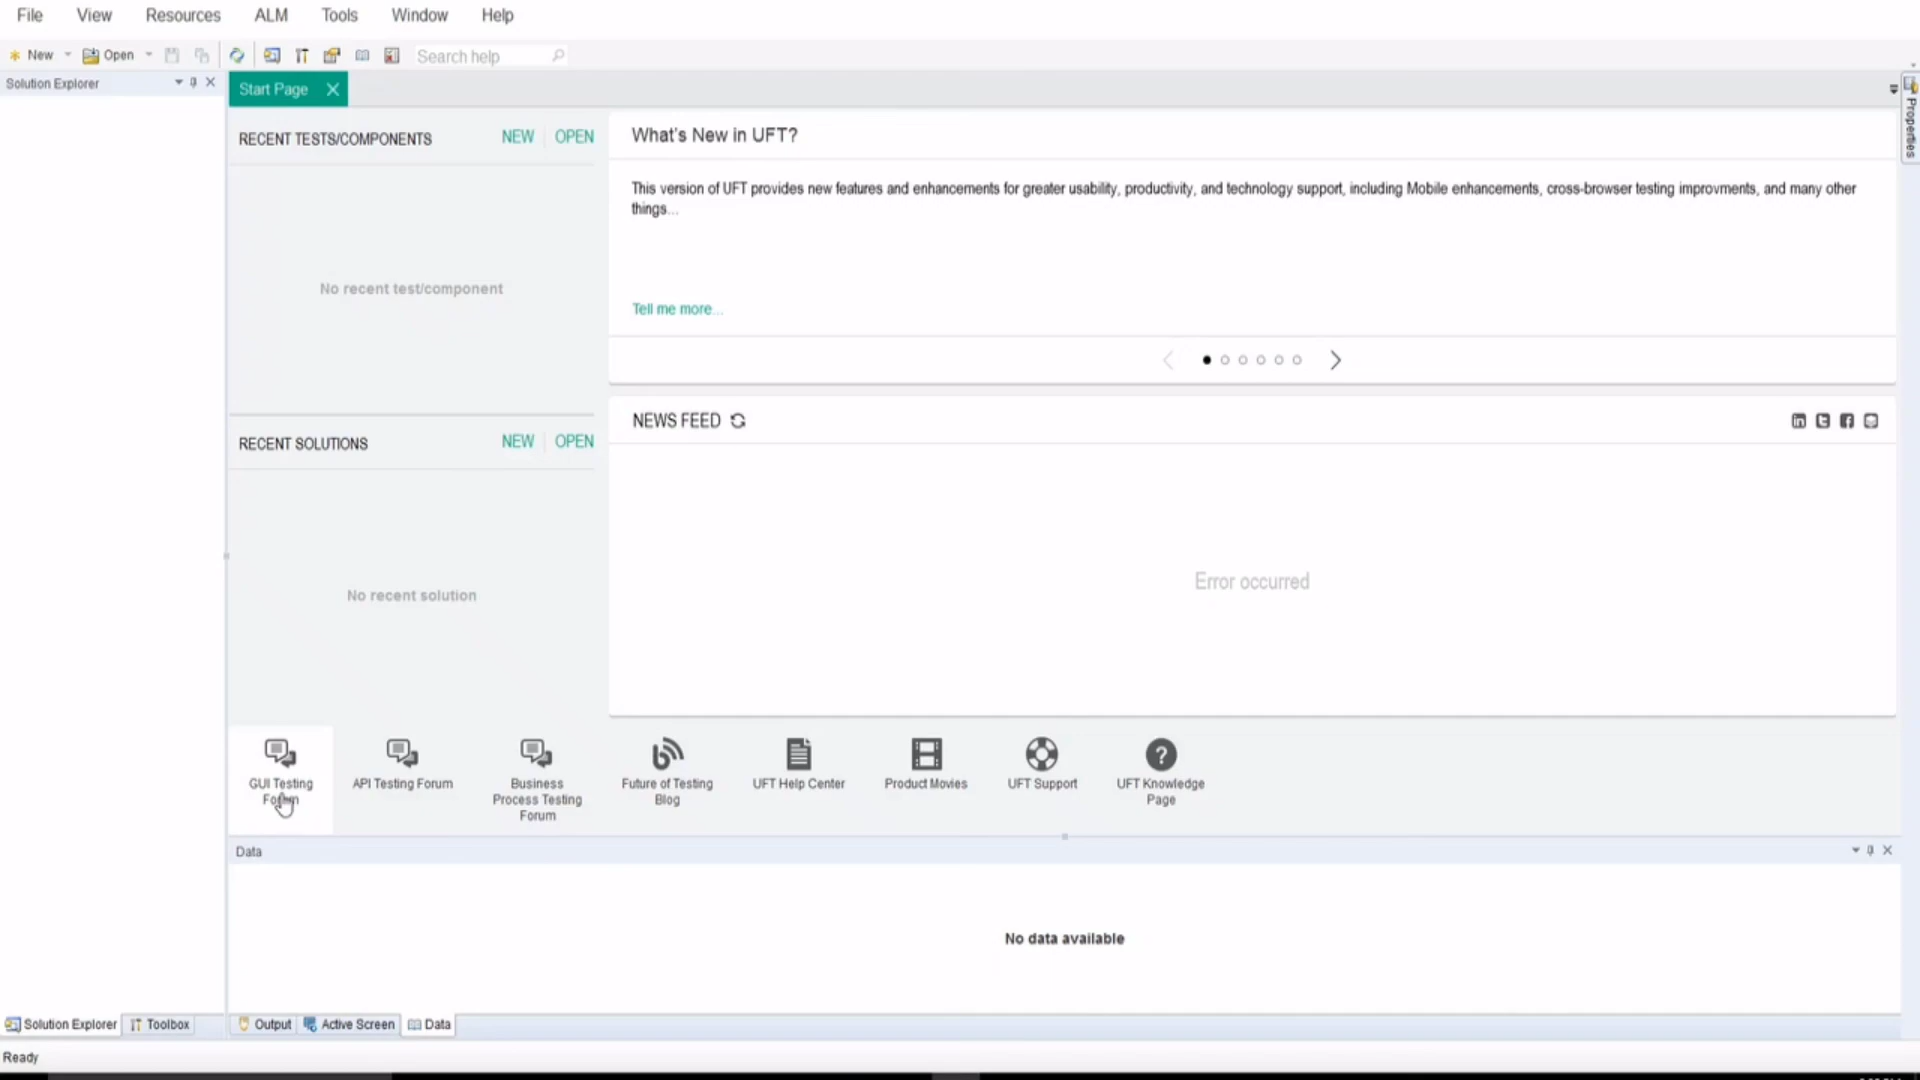 File View Resources ALM Tools Window Help
New Open Search help
Solution Explorer
Start Page
Properties
RECENT TESTS/COMPONENTS NEW OPEN
No recent test/component
RECENT SOLUTIONS NEW OPEN
No recent solution
What's New in UFT?
This version of UFT provides new features and enhancements for greater usability, productivity, and technology support, including Mobile enhancements, cross-browser testing improvments, and many other
things...
Tell me more...
NEWS FEED
Error occurred
GUI Testing
Forum
API Testing Forum
Business
Process Testing
Forum
Future of Testing
Blog
UFT Help Center
Product Movies
UFT Support
UFT Knowledge
Page
Data
No data available
Solution Explorer Toolbox Output Active Screen Data
Ready